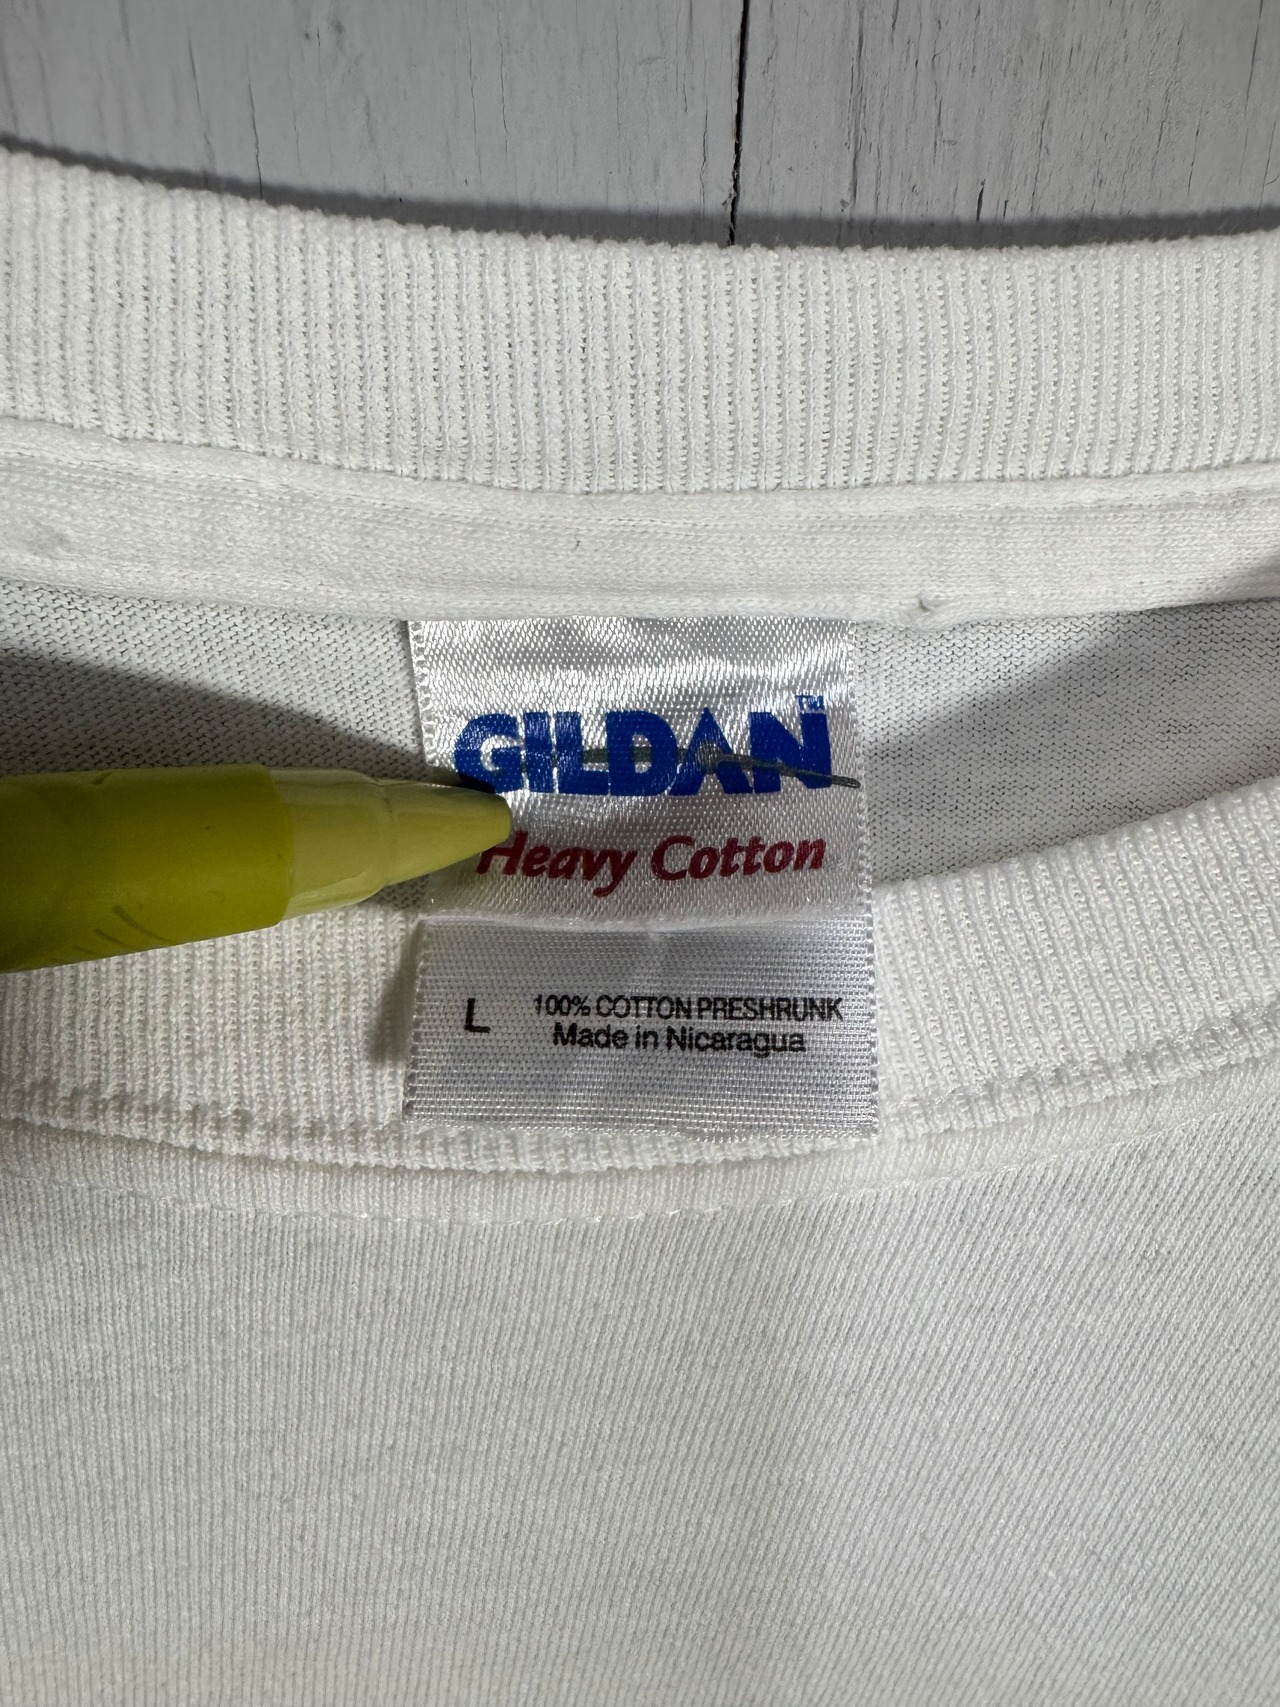 GILDAN™
Heavy Cotton
L 100% COTTON PRESHRUNK
Made in Nicaragua